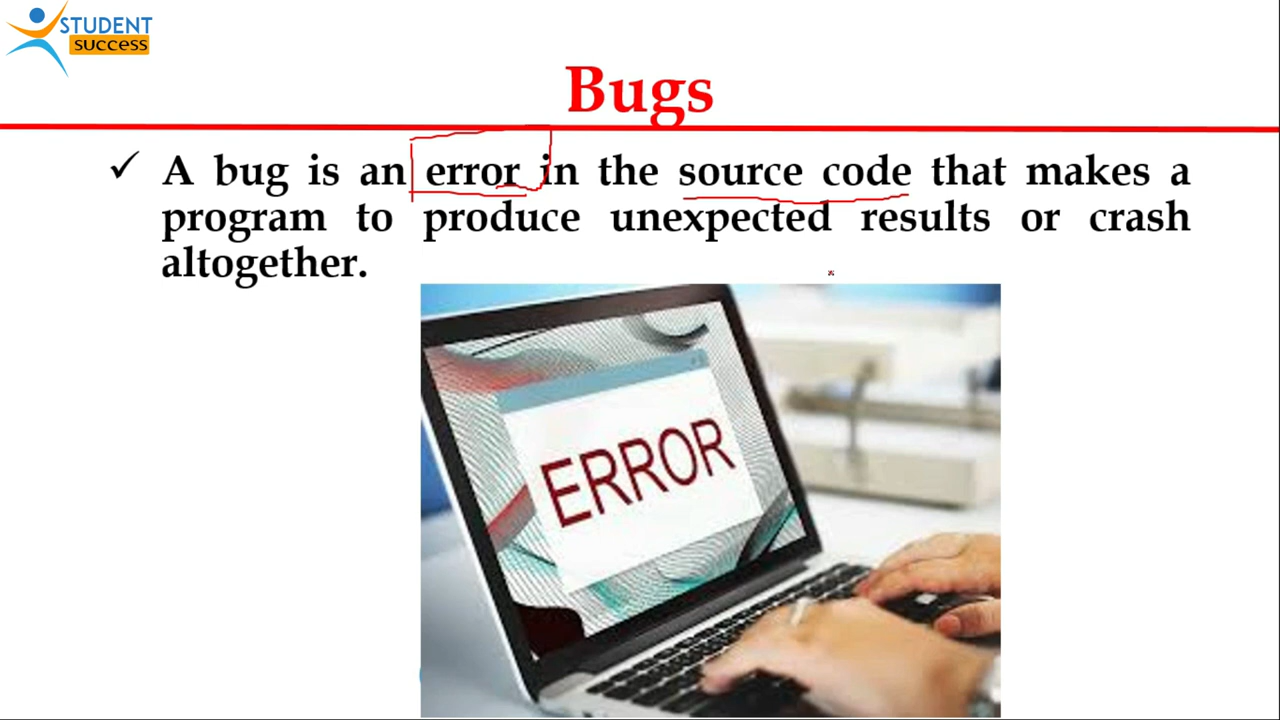 STUDENT
success
Bugs
✓ A bug is an error in the source code that makes a
program to produce unexpected results or crash
altogether.
ERROR